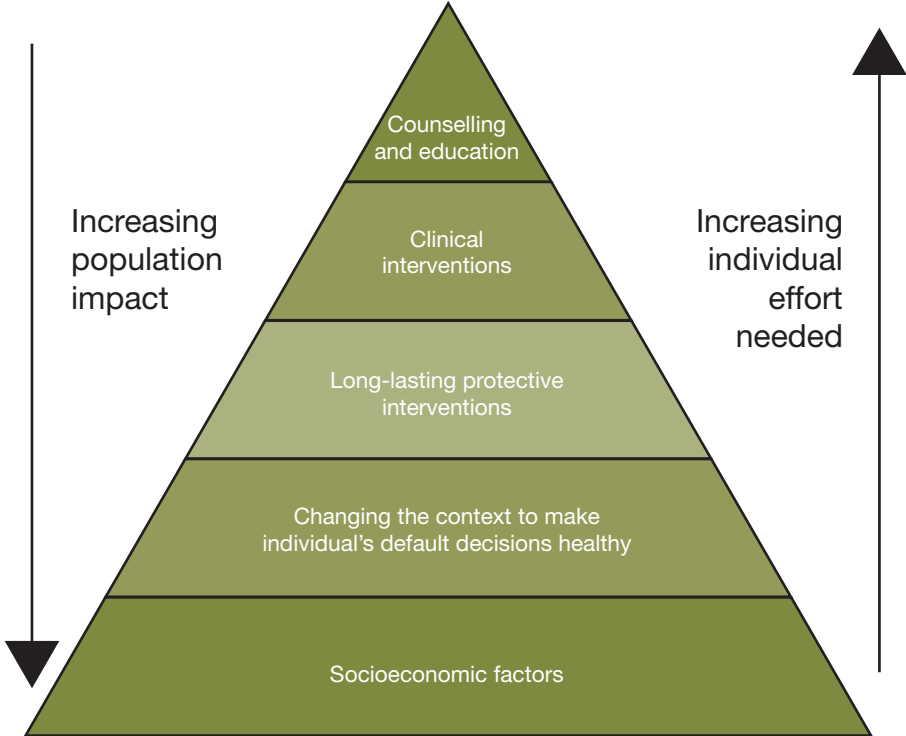 Counselling
and education
Increasing
population
impact
Increasing
individual
effort
needed
Clinical
interventions
Long-lasting protective
interventions
Changing the context to make
individual’s default decisions healthy
Socioeconomic factors